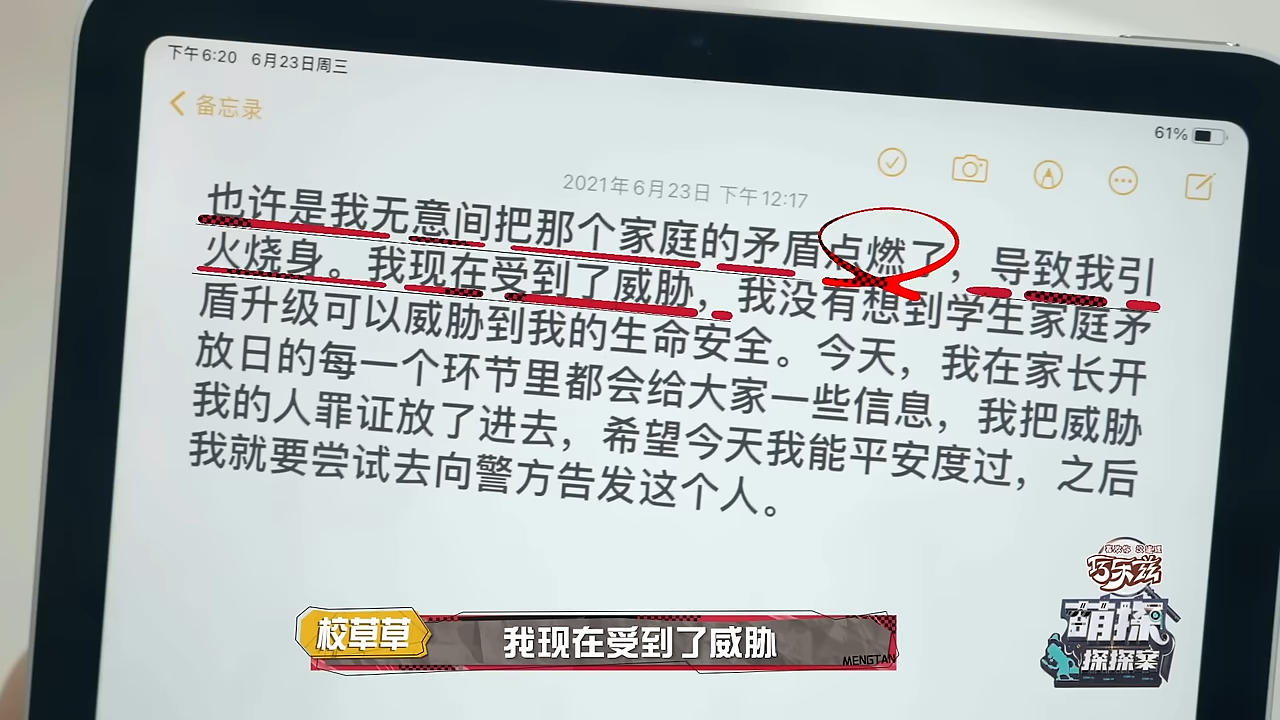 下午6:20 6月23日周三
61%
备忘录
2021年6月23日 下午12:17
也许是我无意间把那个家庭的矛盾点燃了，导致我引
火烧身。我现在受到了威胁，我没有想到学生家庭矛
盾升级可以威胁到我的生命安全。今天，我在家长开
放日的每一个环节里都会给大家一些信息，我把威胁
我的人罪证放了进去，希望今天我能平安度过，之后
我就要尝试去向警方告发这个人。
巧乐兹
萌探
探探案
校草草 我现在受到了威胁
MENGTAN